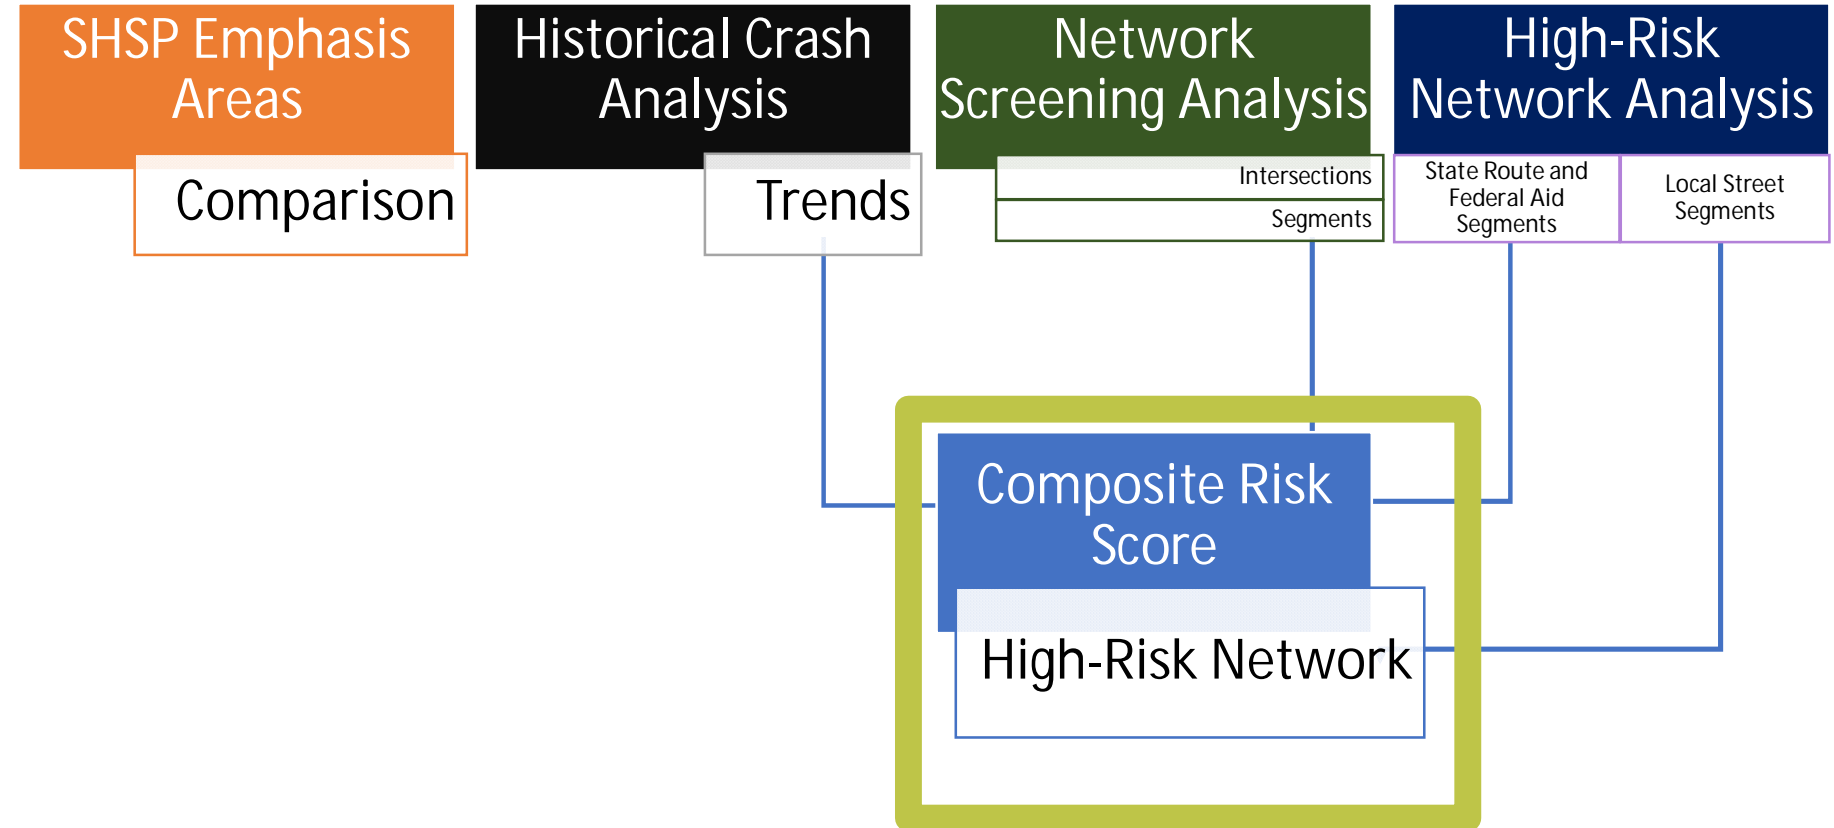 SHSP Emphasis
Areas
Comparison
Historical Crash
Analysis
Trends
Network
Screening Analysis
Intersections
Segments
High-Risk
Network Analysis
State Route and
Federal Aid
Segments
Local Street
Segments
Composite Risk
Score
High-Risk Network